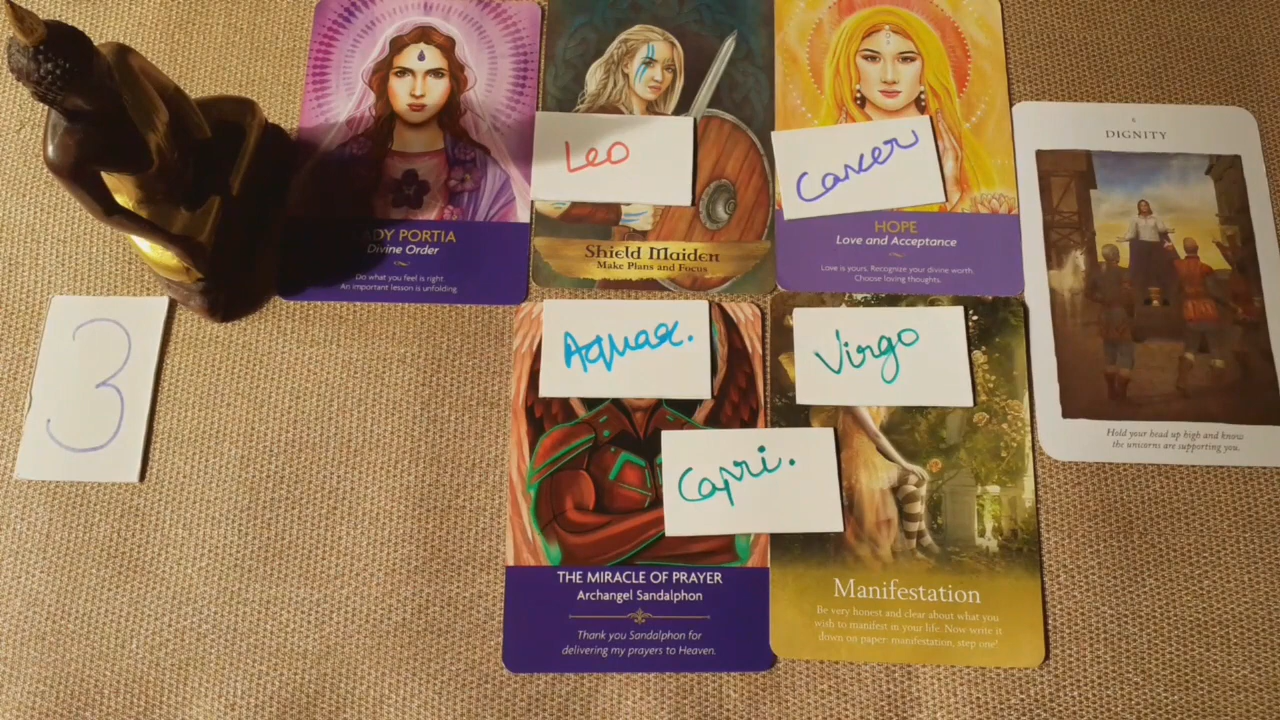 3
ADY PORTIA
Divine Order
Do what you feel is right.
An important lesson is unfolding.
Leo
Shield Maiden
Make Plans and Focus
Cancer
HOPE
Love and Acceptance
Love is yours. Recognize your divine worth.
Choose loving thoughts.
DIGNITY
Hold your head up high and know
the unicorns are supporting you.
Aquar.
Virgo
Capri.
THE MIRACLE OF PRAYER
Archangel Sandalphon
Thank you Sandalphon for
delivering my prayers to Heaven.
Manifestation
Be very honest and clear about what you
wish to manifest in your life. Now write it
down on paper: manifestation, step one!